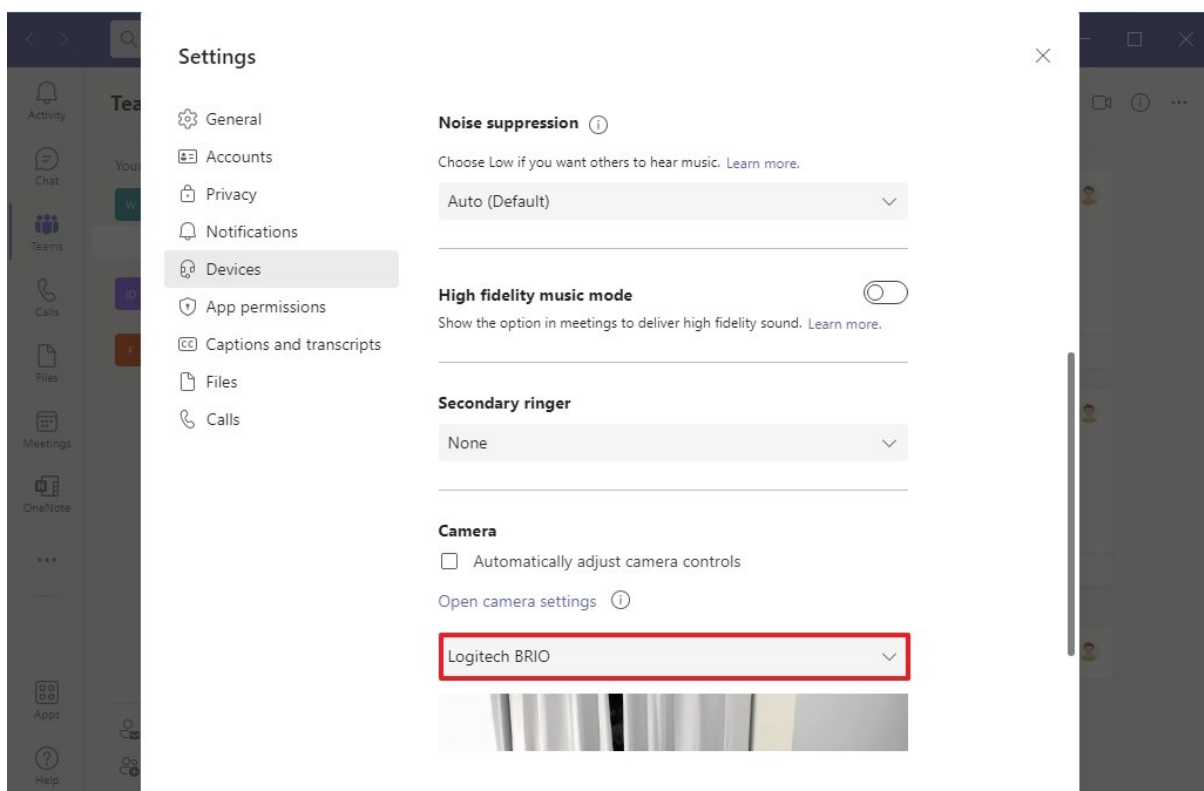 Settings
Activity
Tea
General
Accounts
Privacy
Notifications
Devices
App permissions
Captions and transcripts
Files
Calls
Noise suppression
Choose Low if you want others to hear music. Learn more.
Auto (Default)
High fidelity music mode
Show the option in meetings to deliver high fidelity sound. Learn more.
Secondary ringer
None
Camera
Automatically adjust camera controls
Open camera settings
Logitech BRIO
Chat
You
W
Teams
ID
Calls
F
Files
Meetings
OneNote
Apps
Help